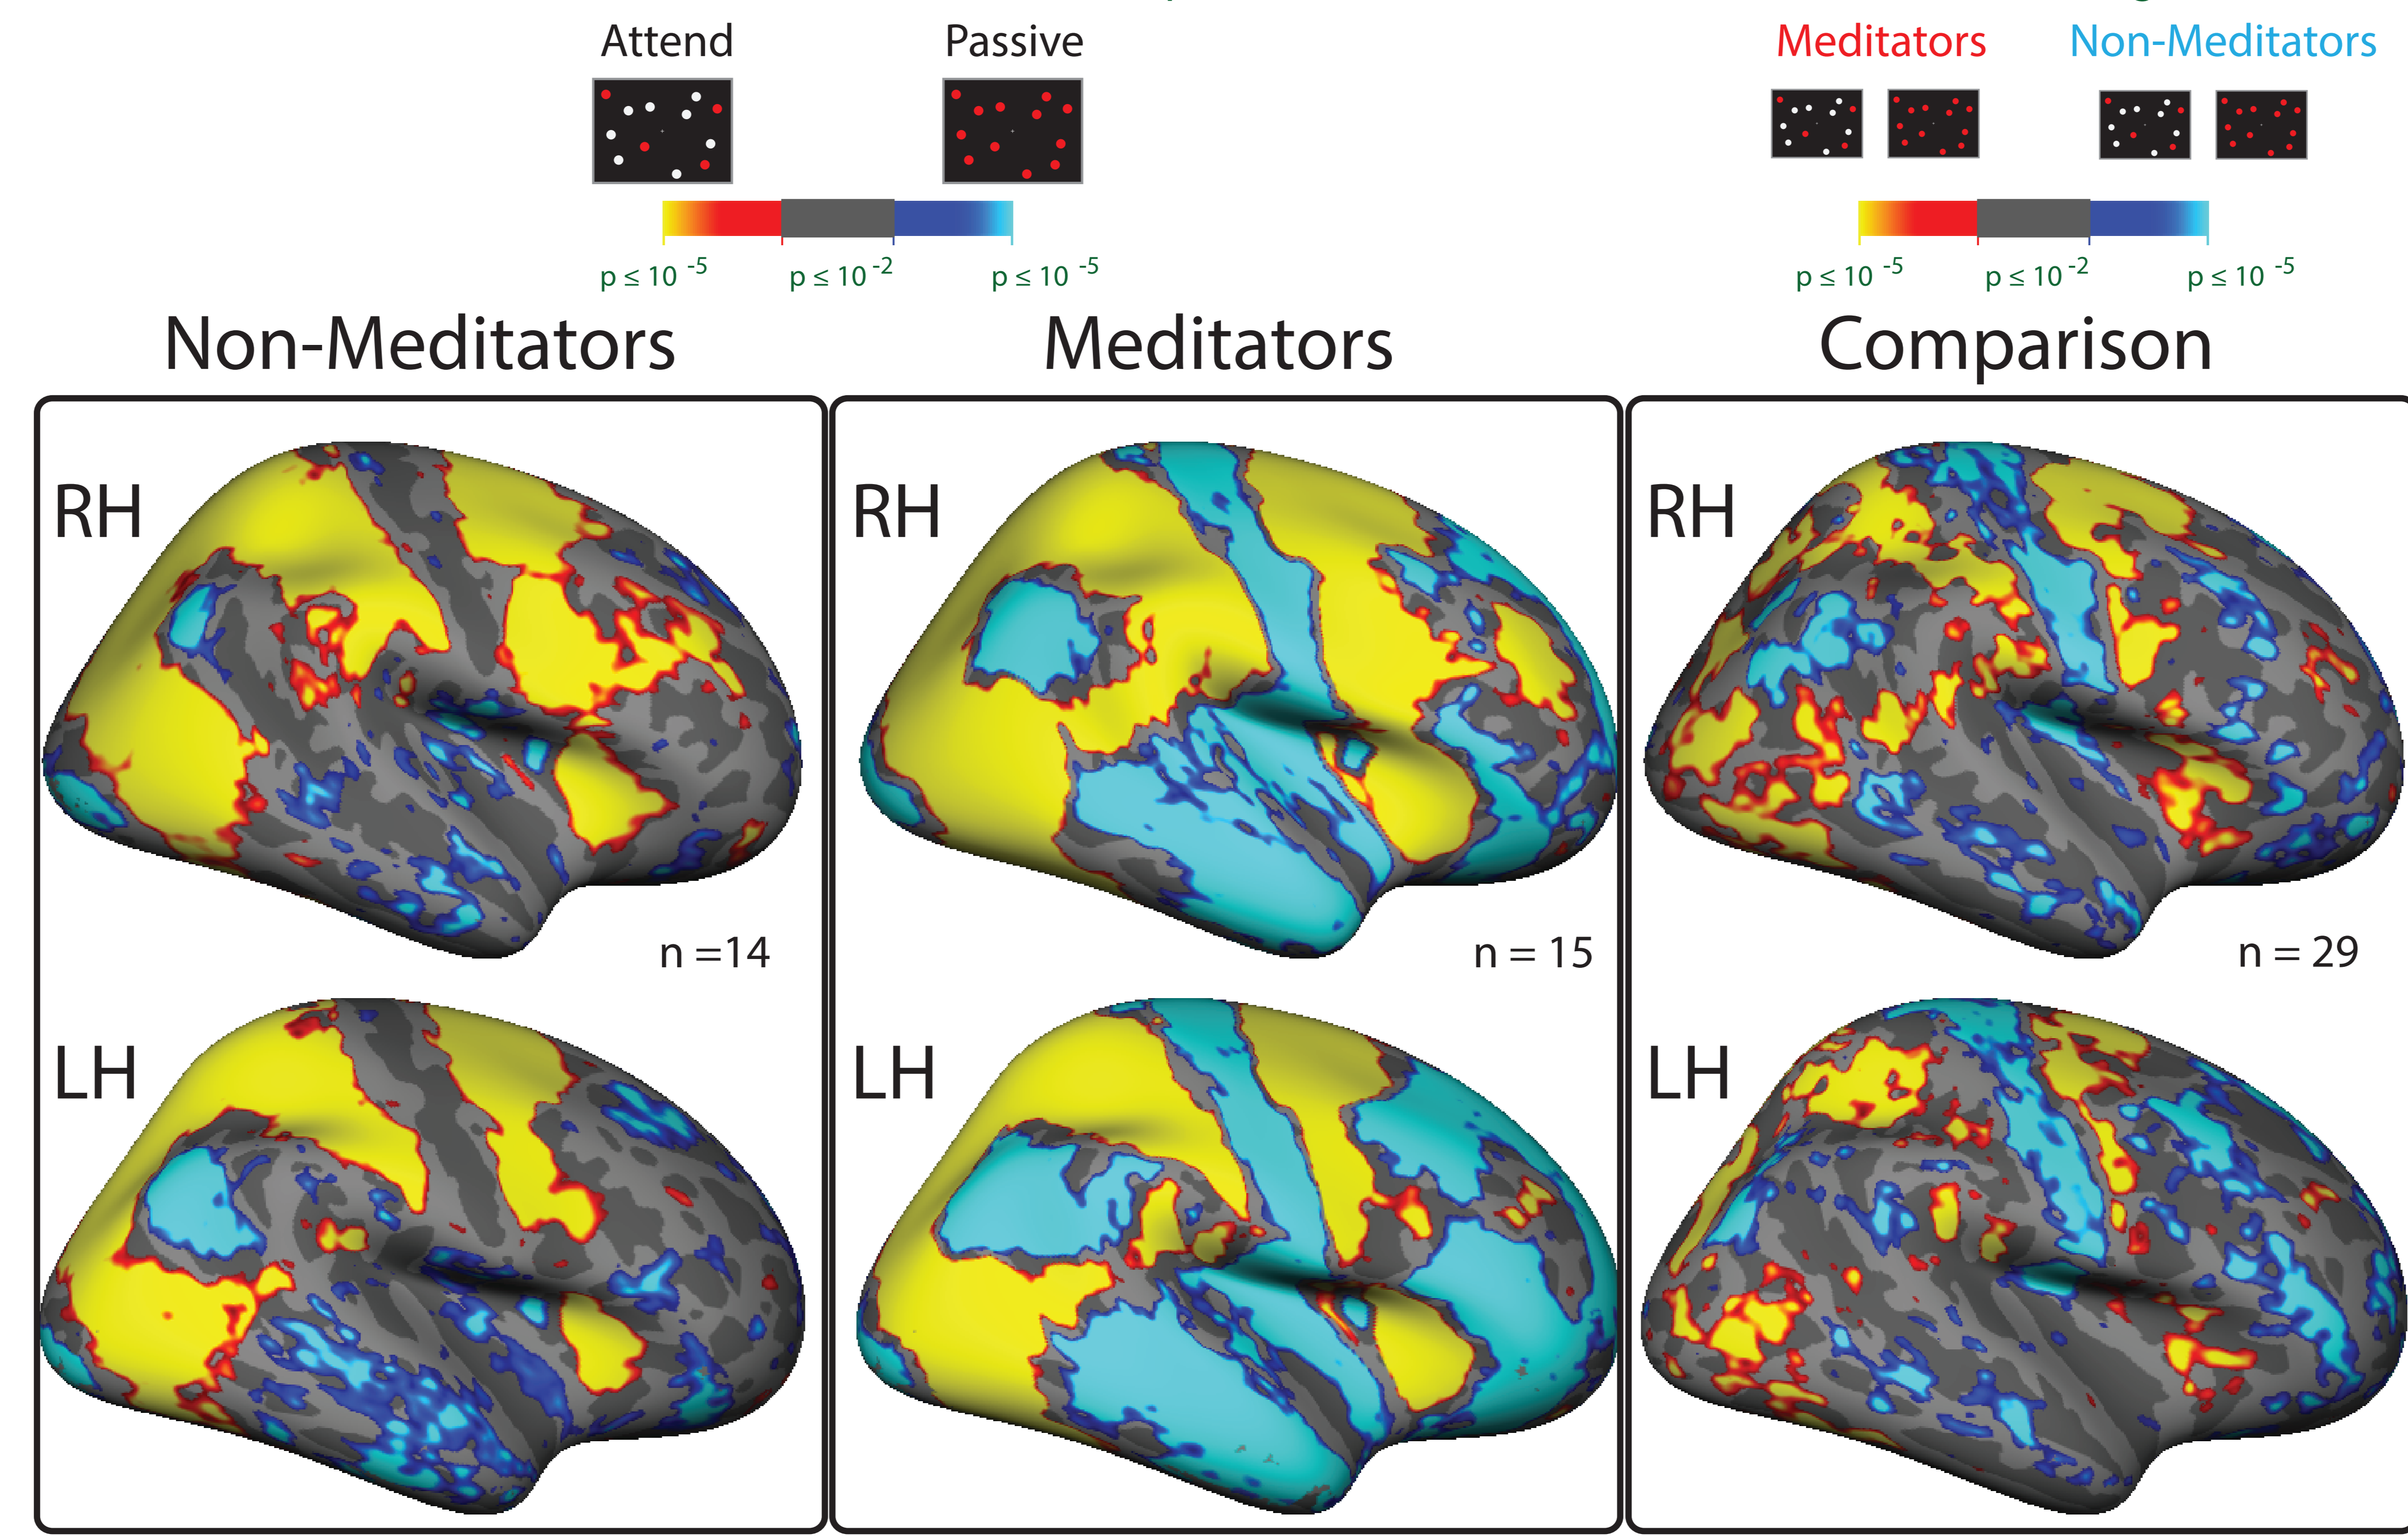 Attend Passive Meditators Non-Meditators
p ≤ 10 -5 p ≤ 10 -2 p ≤ 10 -5 p ≤ 10 -5 p ≤ 10 -2 p ≤ 10 -5
Non-Meditators Meditators Comparison
RH RH RH
n =14 n = 15 n = 29
LH LH LH